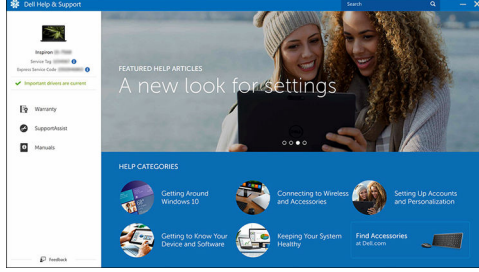 Dell Help & Support
Search
Inspiron
Service Tag
Express Service Code
Important drivers are current
Warranty
SupportAssist
Manuals
Feedback
FEATURED HELP ARTICLES
A new look for settings
HELP CATEGORIES
Getting Around
Windows 10
Connecting to Wireless
and Accessories
Setting Up Accounts
and Personalization
Getting to Know Your
Device and Software
Keeping Your System
Healthy
Find Accessories
at Dell.com